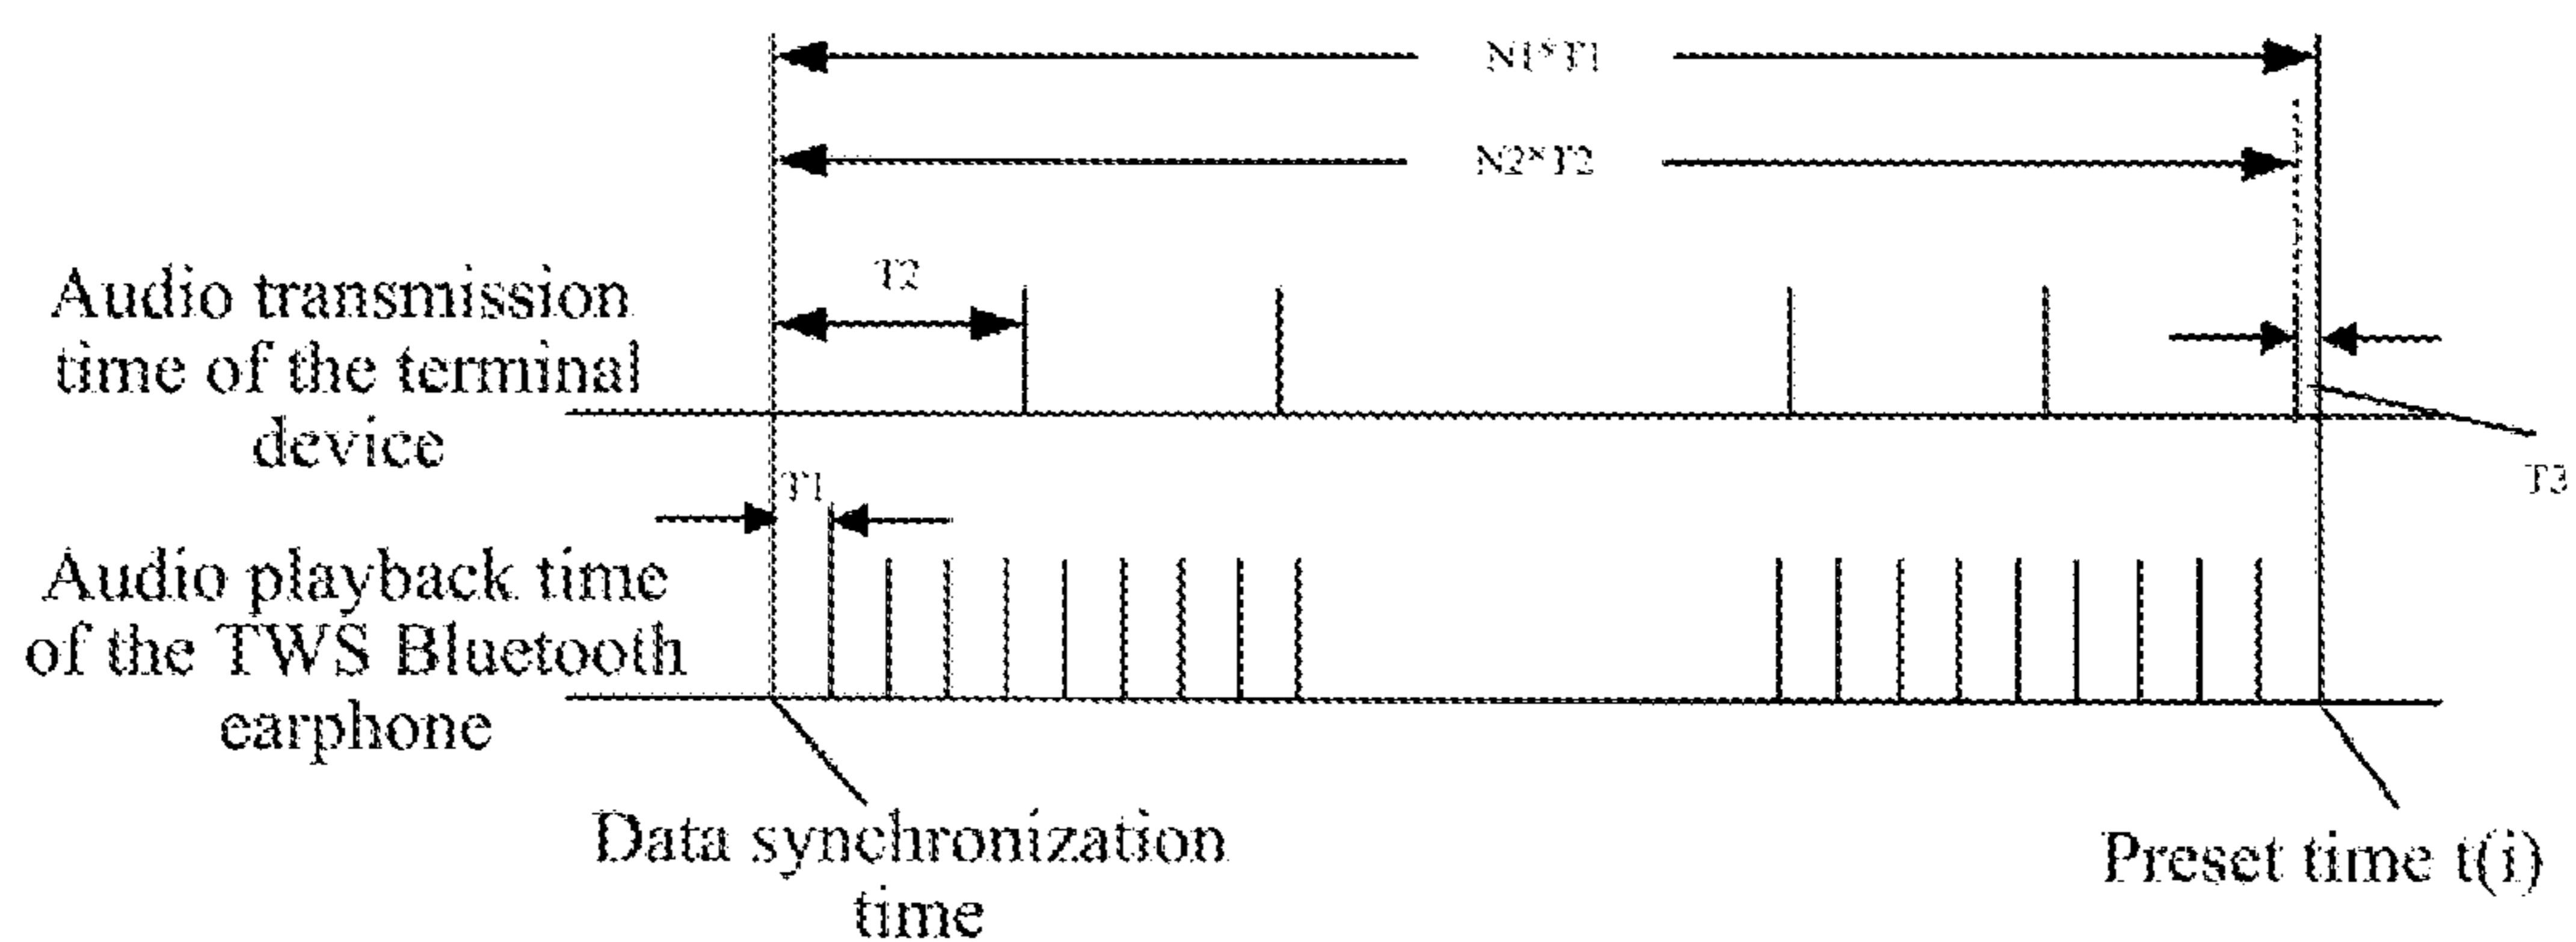 N1*T1
N2*T2
T2
Audio transmission
time of the terminal
device
T3
T1
Audio playback time
of the TWS Bluetooth
earphone
Data synchronization
time
Preset time t(i)